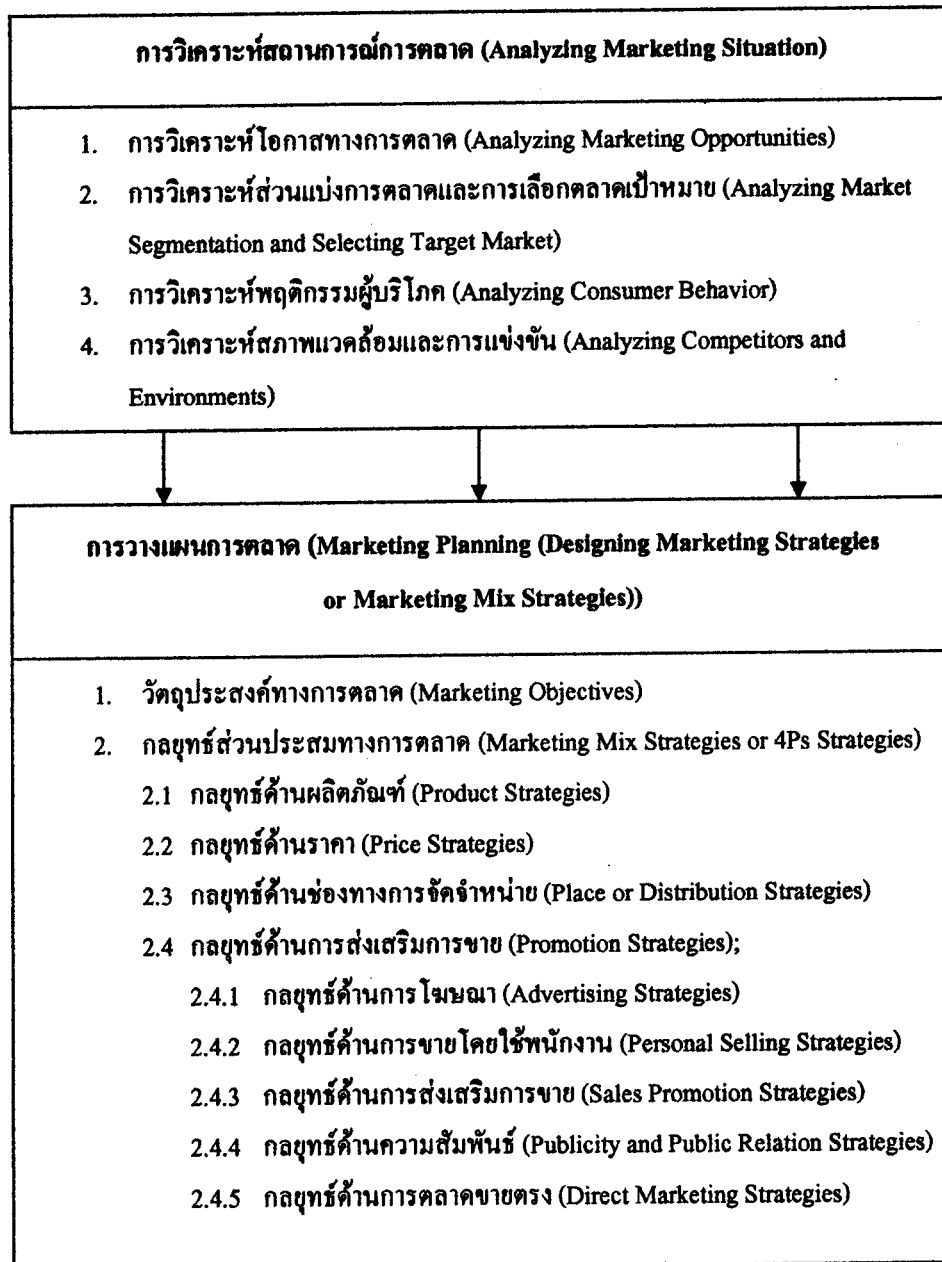 การวิเคราะห์สถานการณ์การตลาด (Analyzing Marketing Situation)
1. การวิเคราะห์โอกาสทางการตลาด (Analyzing Marketing Opportunities)
2. การวิเคราะห์ส่วนแบ่งการตลาดและการเลือกตลาดเป้าหมาย (Analyzing Market
Segmentation and Selecting Target Market)
3. การวิเคราะห์พฤติกรรมผู้บริโภค (Analyzing Consumer Behavior)
4. การวิเคราะห์สภาพแวดล้อมและการแข่งขัน (Analyzing Competitors and
Environments)
การวางแผนการตลาด (Marketing Planning (Designing Marketing Strategies
or Marketing Mix Strategies))
1. วัตถุประสงค์ทางการตลาด (Marketing Objectives)
2. กลยุทธ์ส่วนประสมทางการตลาด (Marketing Mix Strategies or 4Ps Strategies)
2.1 กลยุทธ์ด้านผลิตภัณฑ์ (Product Strategies)
2.2 กลยุทธ์ด้านราคา (Price Strategies)
2.3 กลยุทธ์ด้านช่องทางการจัดจำหน่าย (Place or Distribution Strategies)
2.4 กลยุทธ์ด้านการส่งเสริมการขาย (Promotion Strategies);
2.4.1 กลยุทธ์ด้านการโฆษณา (Advertising Strategies)
2.4.2 กลยุทธ์ด้านการขายโดยใช้พนักงาน (Personal Selling Strategies)
2.4.3 กลยุทธ์ด้านการส่งเสริมการขาย (Sales Promotion Strategies)
2.4.4 กลยุทธ์ด้านความสัมพันธ์ (Publicity and Public Relation Strategies)
2.4.5 กลยุทธ์ด้านการตลาดขายตรง (Direct Marketing Strategies)